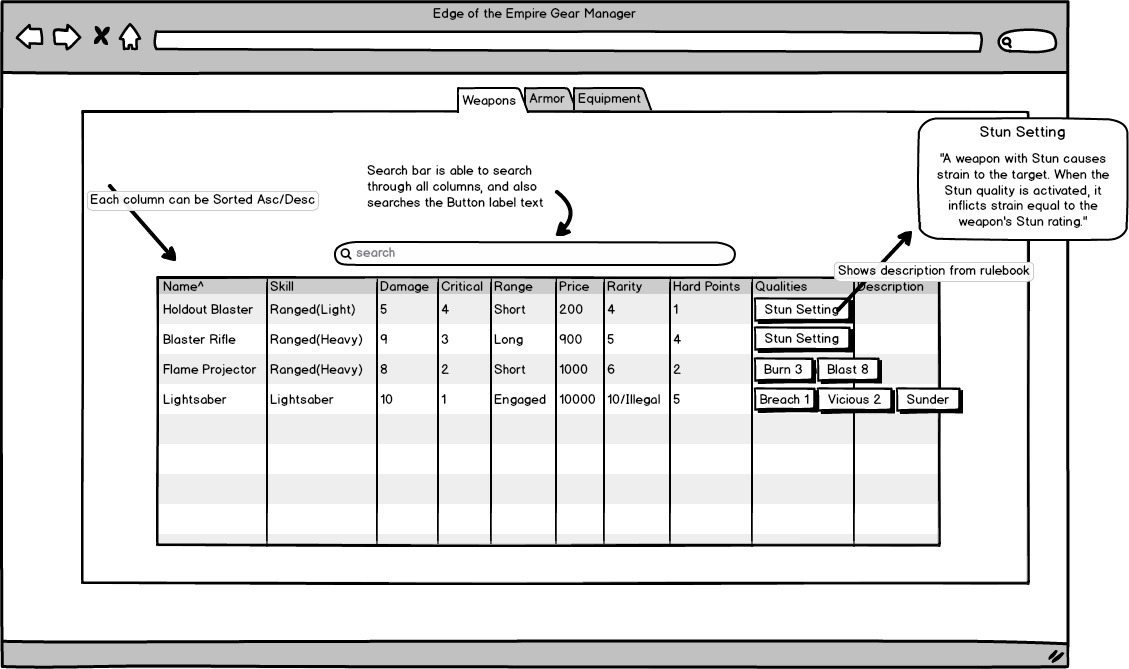 Edge of the Empire Gear Manager
Weapons Armor Equipment
Stun Setting
"A weapon with Stun causes
strain to the target. When the
Stun quality is activated, it
inflicts strain equal to the
weapon's Stun rating."
Search bar is able to search
through all columns, and also
searches the Button label text
Each column can be Sorted Asc/Desc
search
Shows description from rulebook
Name^ Skill Damage Critical Range Price Rarity Hard Points Qualities Description
Holdout Blaster Ranged(Light) 5 4 Short 200 4 1 Stun Setting
Blaster Rifle Ranged(Heavy) 9 3 Long 900 5 4 Stun Setting
Flame Projector Ranged(Heavy) 8 2 Short 1000 6 2 Burn 3 Blast 8
Lightsaber Lightsaber 10 1 Engaged 10000 10/Illegal 5 Breach 1 Vicious 2 Sunder